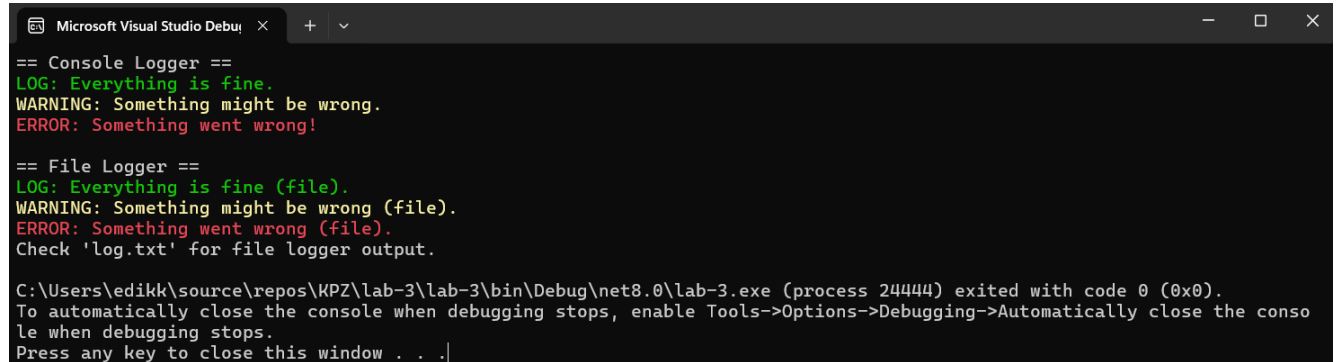 Microsoft Visual Studio Debu
== Console Logger ==
LOG: Everything is fine.
WARNING: Something might be wrong.
ERROR: Something went wrong!
== File Logger ==
LOG: Everything is fine (file).
WARNING: Something might be wrong (file).
ERROR: Something went wrong (file).
Check 'log.txt' for file logger output.
C:\Users\edikk\source\repos\KPZ\lab-3\lab-3\bin\Debug\net8.0\lab-3.exe (process 24444) exited with code 0 (0x0).
To automatically close the console when debugging stops, enable Tools->Options->Debugging->Automatically close the conso
le when debugging stops.
Press any key to close this window . . .